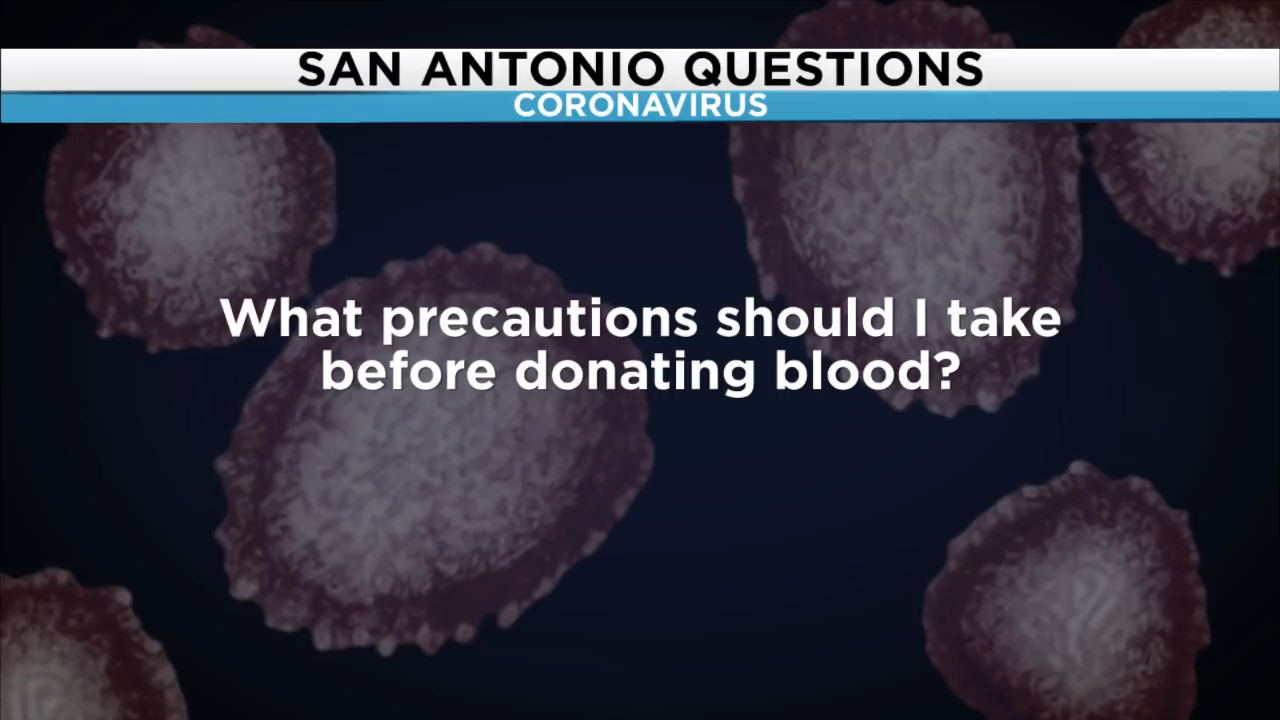 SAN ANTONIO QUESTIONS
CORONAVIRUS
What precautions should I take
before donating blood?